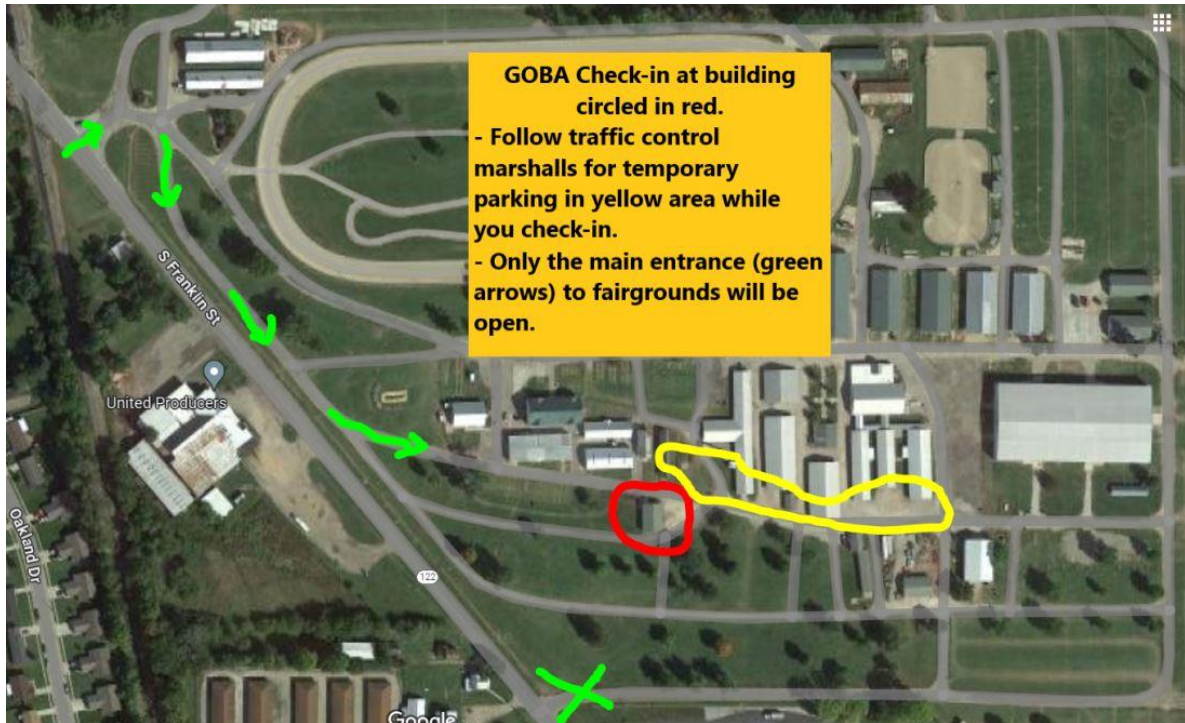 GOBA Check-in at building
circled in red.
- Follow traffic control
marshalls for temporary
parking in yellow area while
you check-in.
- Only the main entrance (green
arrows) to fairgrounds will be
open.
S Franklin St
United Producers
Oakland Dr
122
Google